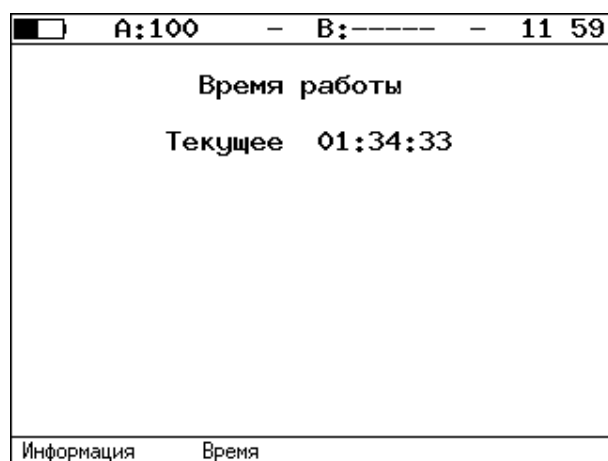 A:100 – B:----- – 11 59
Время работы
Текущее 01:34:33
Информация Время